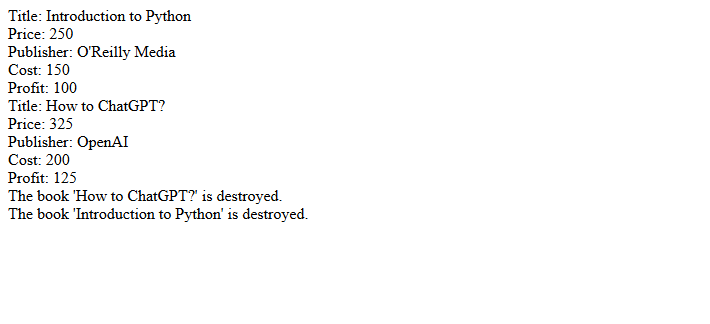 Title: Introduction to Python
Price: 250
Publisher: O'Reilly Media
Cost: 150
Profit: 100
Title: How to ChatGPT?
Price: 325
Publisher: OpenAI
Cost: 200
Profit: 125
The book 'How to ChatGPT?' is destroyed.
The book 'Introduction to Python' is destroyed.